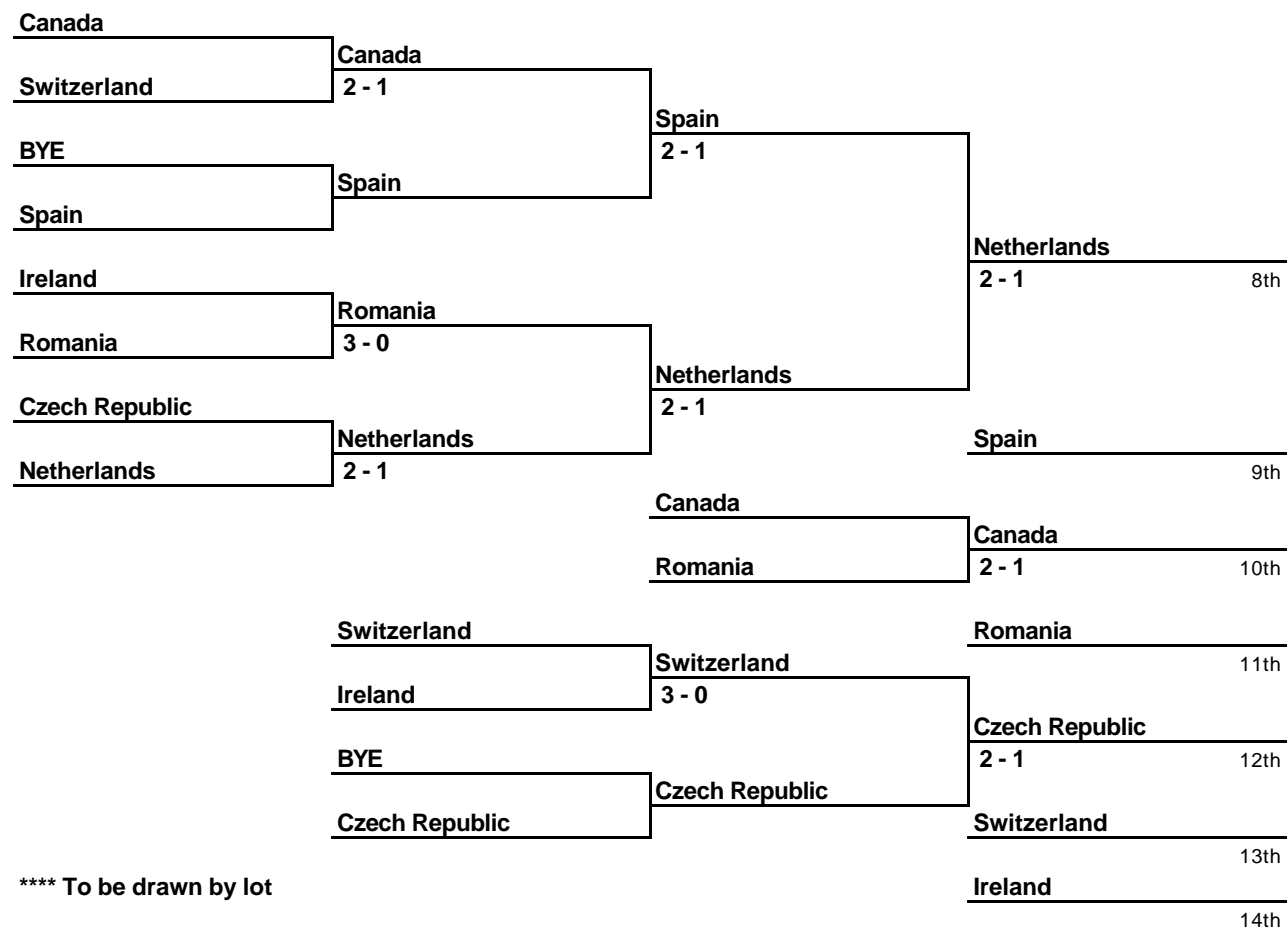 Canada
Canada
Switzerland
2 - 1
Spain
BYE
2 - 1
Spain
Spain
Netherlands
Ireland
2 - 1
8th
Romania
Romania
3 - 0
Netherlands
Czech Republic
2 - 1
Netherlands
Spain
Netherlands
2 - 1
9th
Canada
Canada
Romania
2 - 1
10th
Switzerland
Romania
Switzerland
11th
Ireland
3 - 0
Czech Republic
BYE
2 - 1
12th
Czech Republic
Czech Republic
Switzerland
13th
**** To be drawn by lot
Ireland
14th